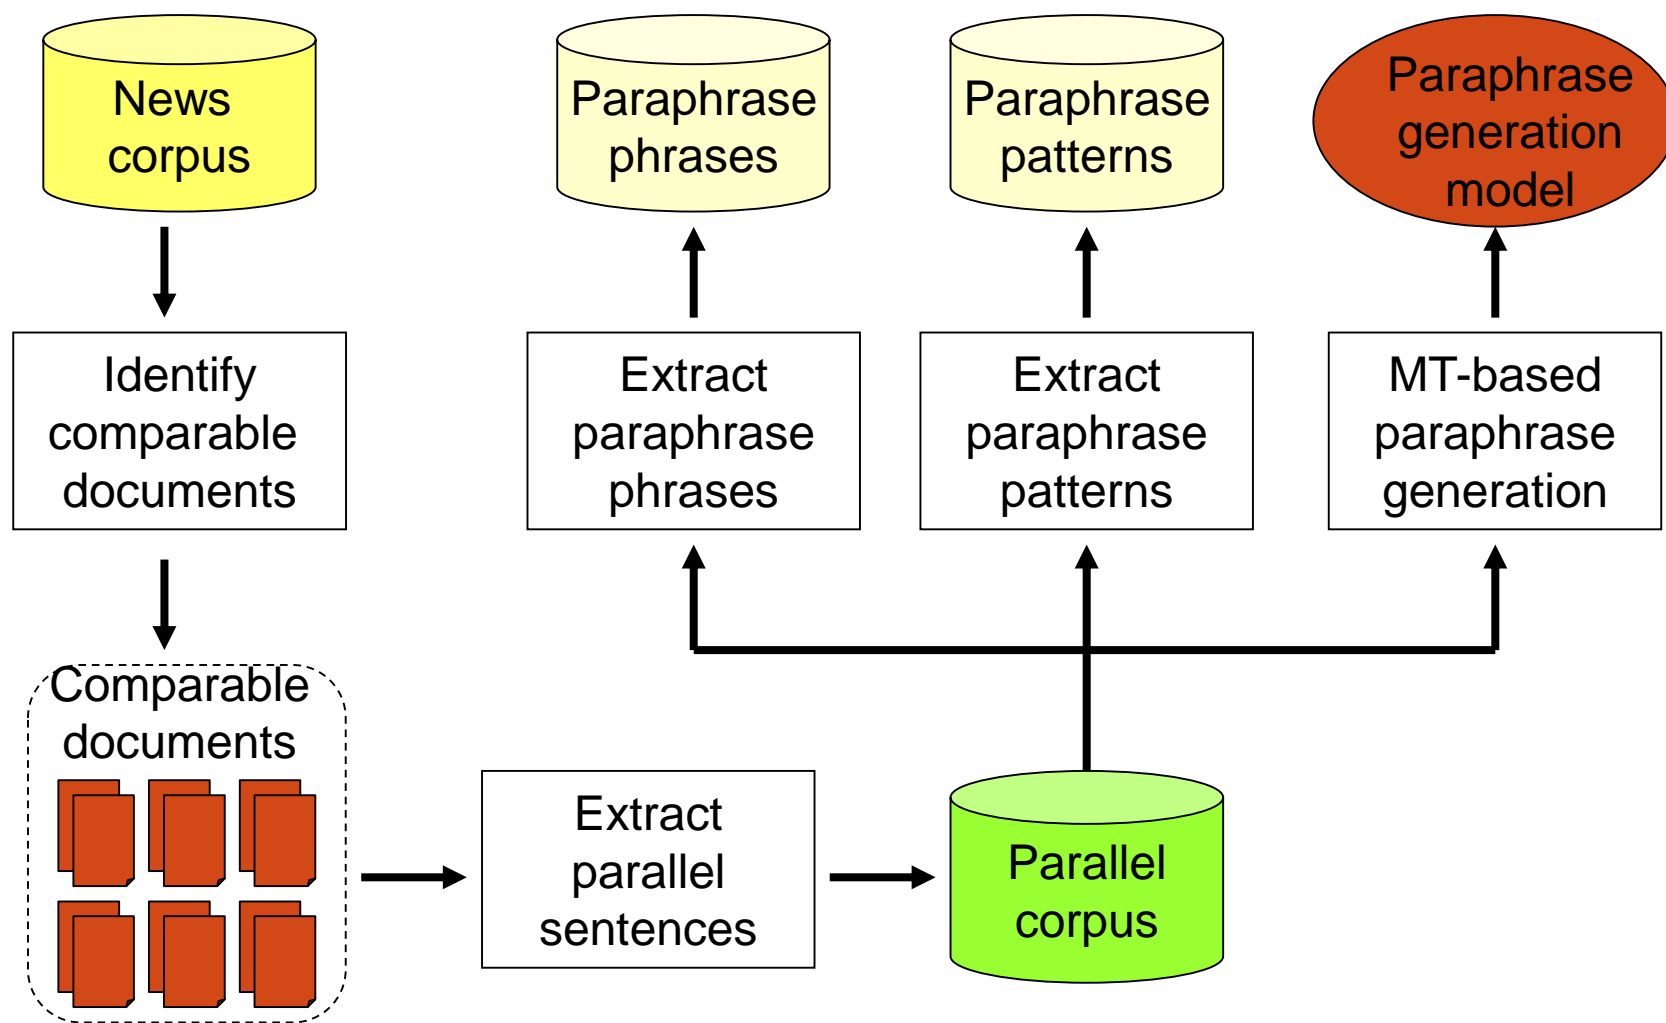 News
corpus
Paraphrase
phrases
Paraphrase
patterns
Paraphrase
generation
model
Identify
comparable
documents
Extract
paraphrase
phrases
Extract
paraphrase
patterns
MT-based
paraphrase
generation
Comparable
documents
Extract
parallel
sentences
Parallel
corpus